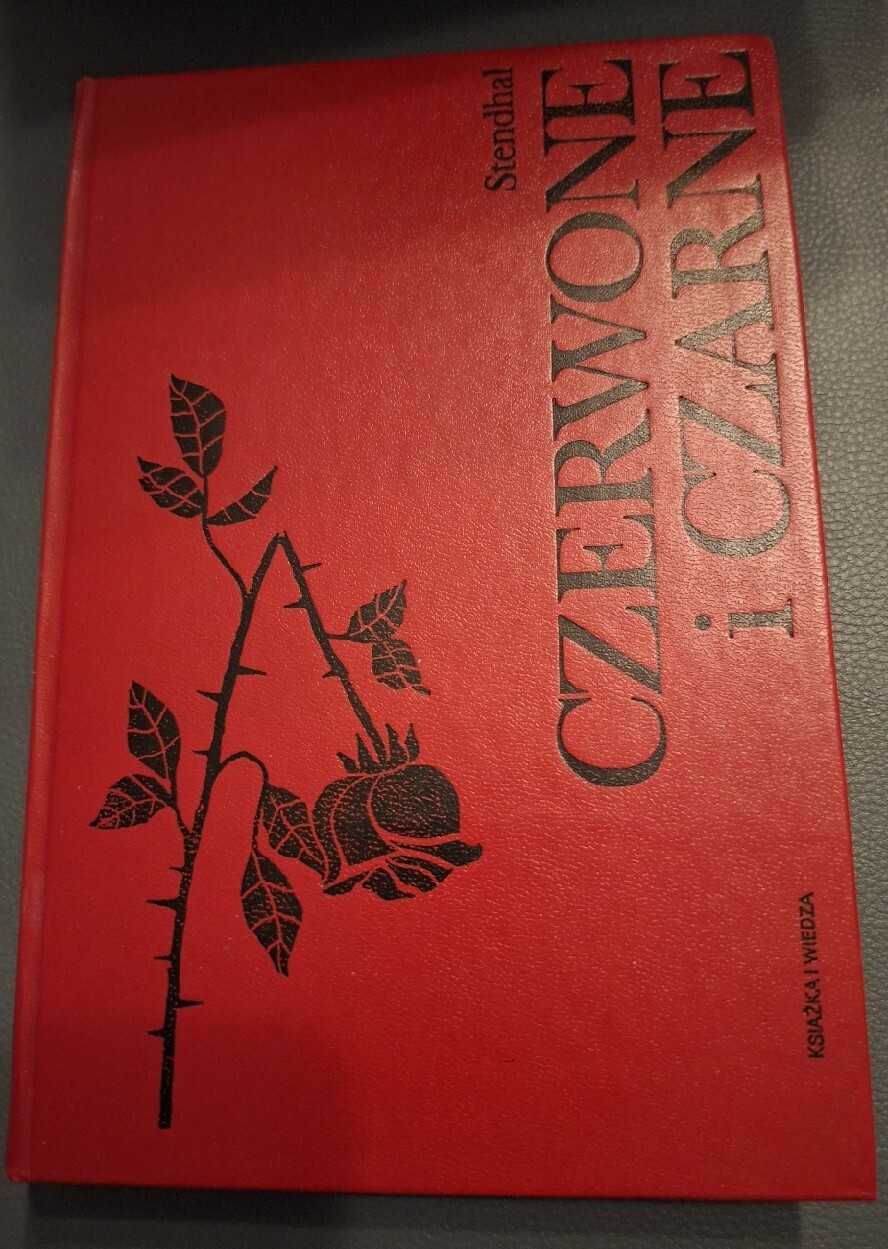 Stendhal
CZERWONE
i CZARNE
KSIĄŻKA I WIEDZA